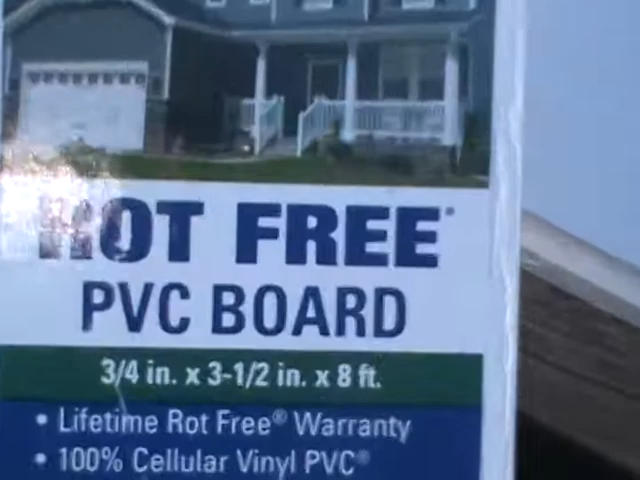 ROT FREE®
PVC BOARD
3/4 in. x 3-1/2 in. x 8 ft.
• Lifetime Rot Free® Warranty
• 100% Cellular Vinyl PVC®